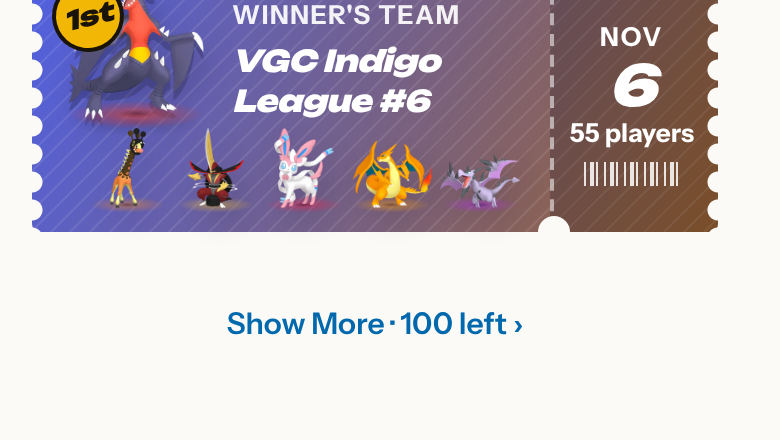 1st
WINNER'S TEAM
VGC Indigo
League #6
NOV
6
55 players
Show More · 100 left ›